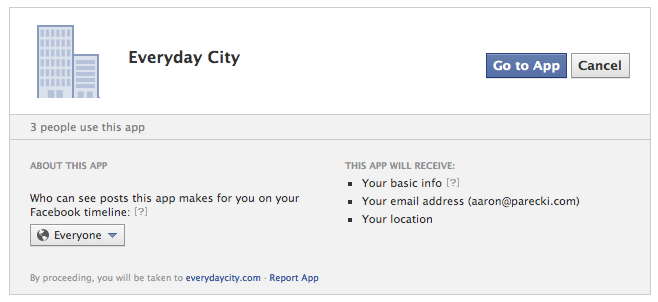 Everyday City
Go to App
Cancel
3 people use this app
ABOUT THIS APP
Who can see posts this app makes for you on your
Facebook timeline: [?]
Everyone
THIS APP WILL RECEIVE:
Your basic info [?]
Your email address (aaron@parecki.com)
Your location
By proceeding, you will be taken to everydaycity.com · Report App